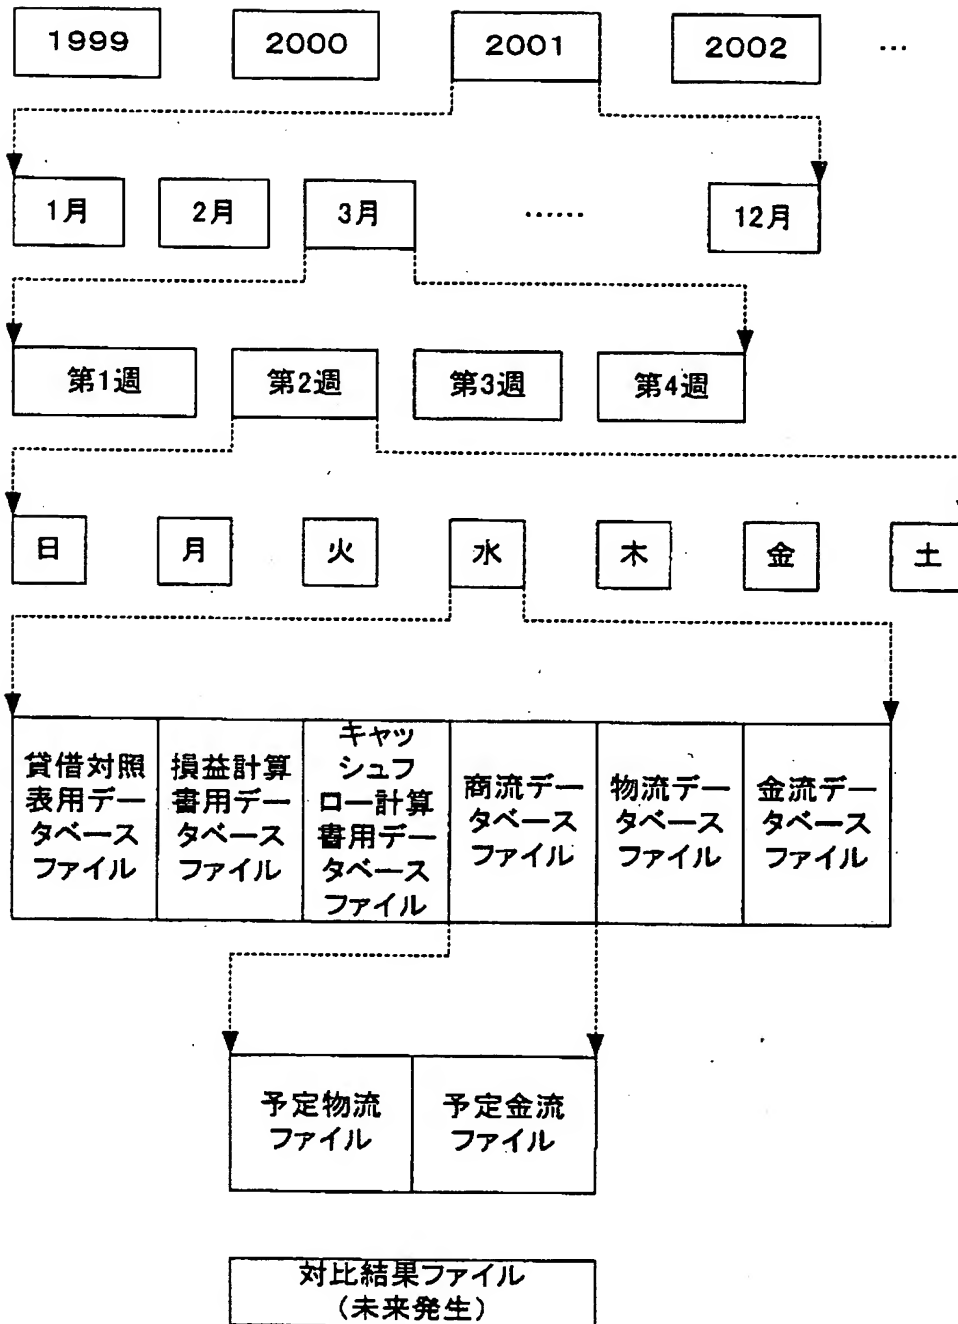 1999 2000 2001 2002 …
1月 2月 3月 …… 12月
第1週 第2週 第3週 第4週
日 月 火 水 木 金 土
貸借対照
表用デー
タベース
ファイル
損益計算
書用デー
タベース
ファイル
キャッ
シュフ
ロー計算
書用デー
タベース
ファイル
商流デー
タベース
ファイル
物流デー
タベース
ファイル
金流デー
タベース
ファイル
予定物流
ファイル
予定金流
ファイル
対比結果ファイル
(未来発生)